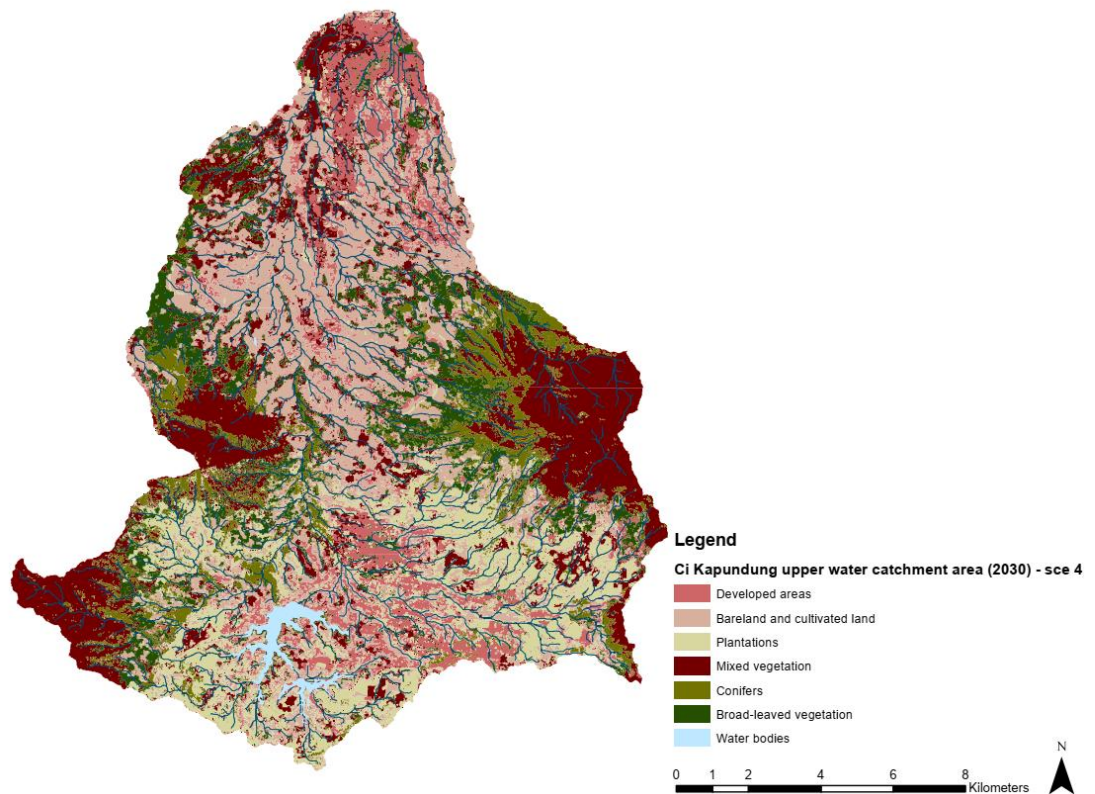 Legend
Ci Kapundung upper water catchment area (2030) - sce 4
Developed areas
Bareland and cultivated land
Plantations
Mixed vegetation
Conifers
Broad-leaved vegetation
Water bodies
N
0 1 2 4 6 8
Kilometers